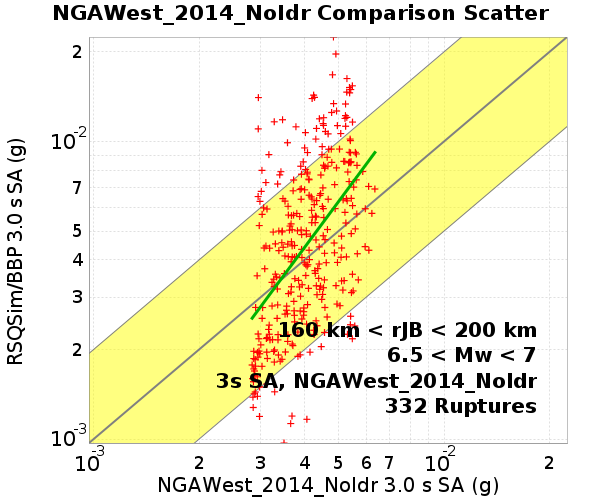 NGAWest_2014_NoIdr Comparison Scatter
RSQSim/BBP 3.0 s SA (g)
2
10-2
7
5
4
3
2
10-3
160 km < rJB < 200 km
6.5 < Mw < 7
3s SA, NGAWest_2014_NoIdr
332 Ruptures
10-3 2 3 4 5 6 7 10-2 2
NGAWest_2014_NoIdr 3.0 s SA (g)